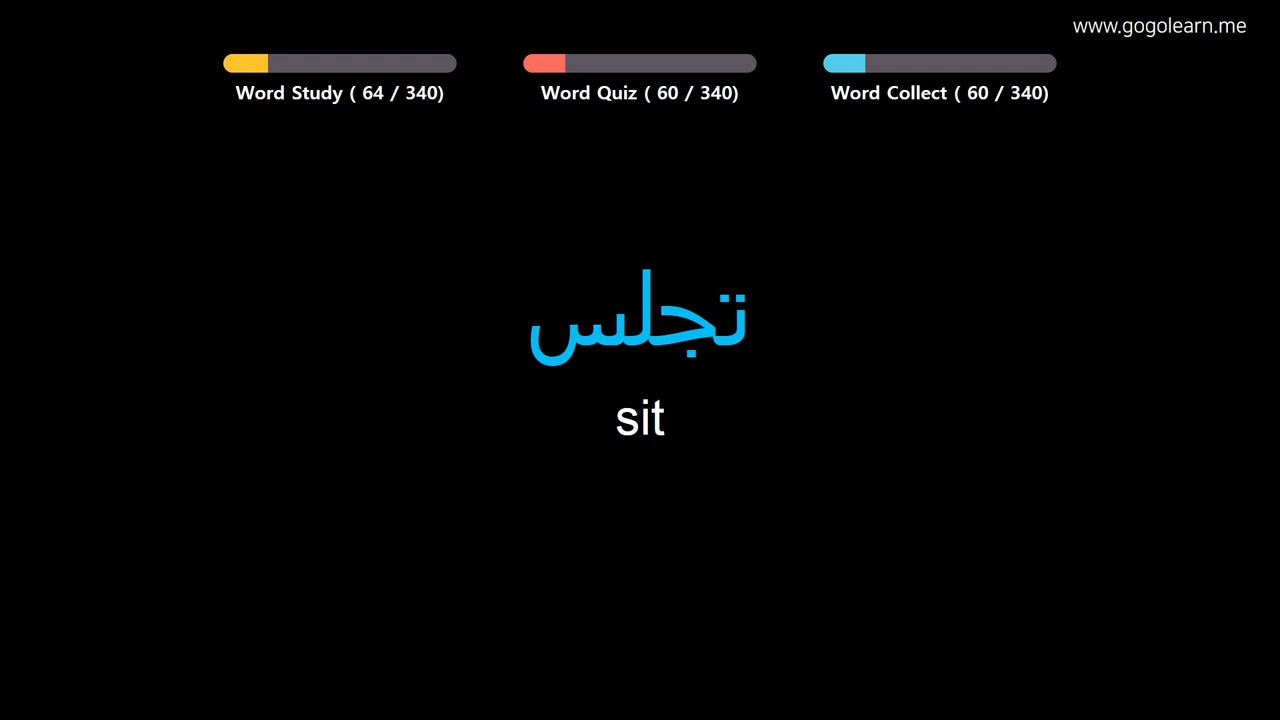 www.gogolearn.me
Word Study ( 64 / 340)
Word Quiz ( 60 / 340)
Word Collect ( 60 / 340)
تجلس
sit